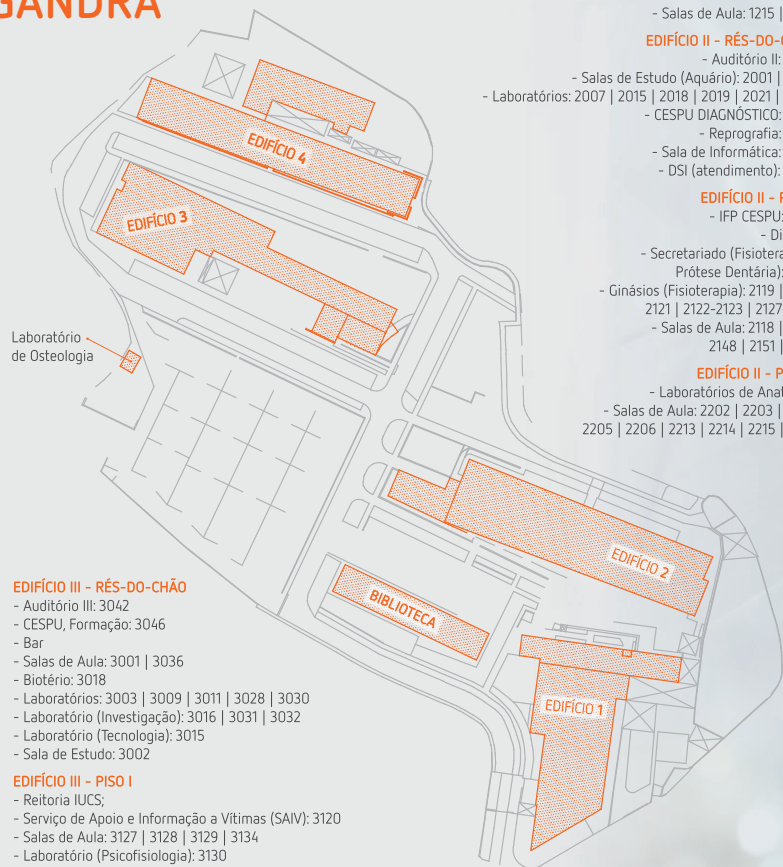 GANDRA
- Salas de Aula: 1215 |
EDIFÍCIO II - RÉS-DO-
- Auditório II:
- Salas de Estudo (Aquário): 2001 |
- Laboratórios: 2007 | 2015 | 2018 | 2019 | 2021 |
- CESPU DIAGNÓSTICO:
- Reprografia:
- Sala de Informática:
- DSI (atendimento):
EDIFÍCIO II -
- IFP CESPU:
- Di
- Secretariado (Fisiotera
Prótese Dentária):
- Ginásios (Fisioterapia): 2119 |
2121 | 2122-2123 | 2127
- Salas de Aula: 2118 |
2148 | 2151 |
EDIFÍCIO II - P
- Laboratórios de Anat
- Salas de Aula: 2202 | 2203 |
2205 | 2206 | 2213 | 2214 | 2215 |
EDIFÍCIO 4
EDIFÍCIO 3
Laboratório
de Osteologia
EDIFÍCIO 2
BIBLIOTECA
EDIFÍCIO 1
EDIFÍCIO III - RÉS-DO-CHÃO
- Auditório III: 3042
- CESPU, Formação: 3046
- Bar
- Salas de Aula: 3001 | 3036
- Biotério: 3018
- Laboratórios: 3003 | 3009 | 3011 | 3028 | 3030
- Laboratório (Investigação): 3016 | 3031 | 3032
- Laboratório (Tecnologia): 3015
- Sala de Estudo: 3002
EDIFÍCIO III - PISO I
- Reitoria IUCS;
- Serviço de Apoio e Informação a Vítimas (SAIV): 3120
- Salas de Aula: 3127 | 3128 | 3129 | 3134
- Laboratório (Psicofisiologia): 3130